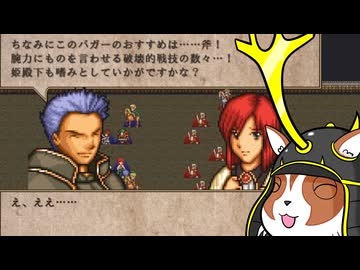 ちなみにこのバガーのおすすめは……斧！
腕力にものを言わせる破壊的戦技の数々…！
姫殿下も嗜みとしていかがですかな？
え、ええ……